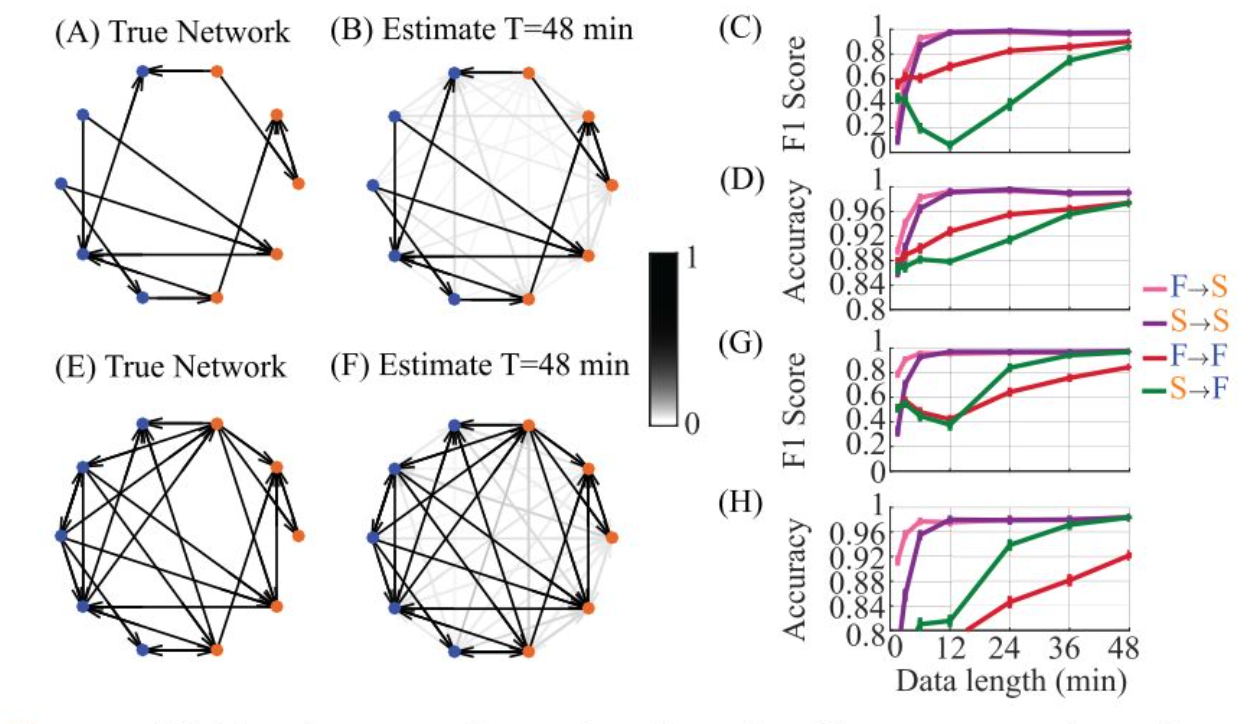 (A) True Network
(B) Estimate T=48 min
(C)
F1 Score
1
0.8
0.6
0.4
0.2
0
(D)
Accuracy
1
0.96
0.92
0.88
0.84
0.8
1
0
F→S
S→S
F→F
S→F
(E) True Network
(F) Estimate T=48 min
(G)
F1 Score
1
0.8
0.6
0.4
0.2
0
(H)
Accuracy
1
0.96
0.92
0.84
0.8
0 12 24 36 48
Data length (min)